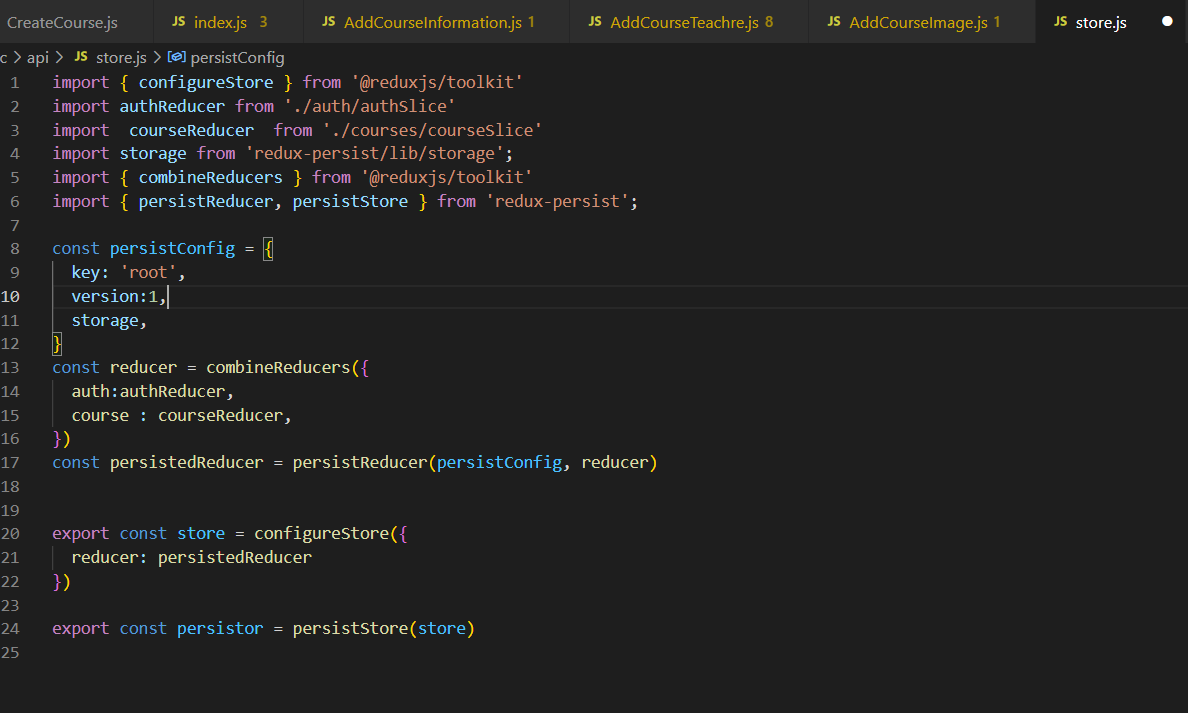 CreateCourse.js JS index.js 3 JS AddCourseInformation.js 1 JS AddCourseTeachre.js 8 JS AddCourseImage.js 1 JS store.js
c > api > JS store.js > persistConfig
1 import { configureStore } from '@reduxjs/toolkit'
2 import authReducer from './auth/authSlice'
3 import  courseReducer  from './courses/courseSlice'
4 import storage from 'redux-persist/lib/storage';
5 import { combineReducers } from '@reduxjs/toolkit'
6 import { persistReducer, persistStore } from 'redux-persist';
7
8 const persistConfig = {
9   key: 'root',
10   version:1,
11   storage,
12 }
13 const reducer = combineReducers({
14   auth:authReducer,
15   course : courseReducer,
16 })
17 const persistedReducer = persistReducer(persistConfig, reducer)
18
19
20 export const store = configureStore({
21   reducer: persistedReducer
22 })
23
24 export const persistor = persistStore(store)
25